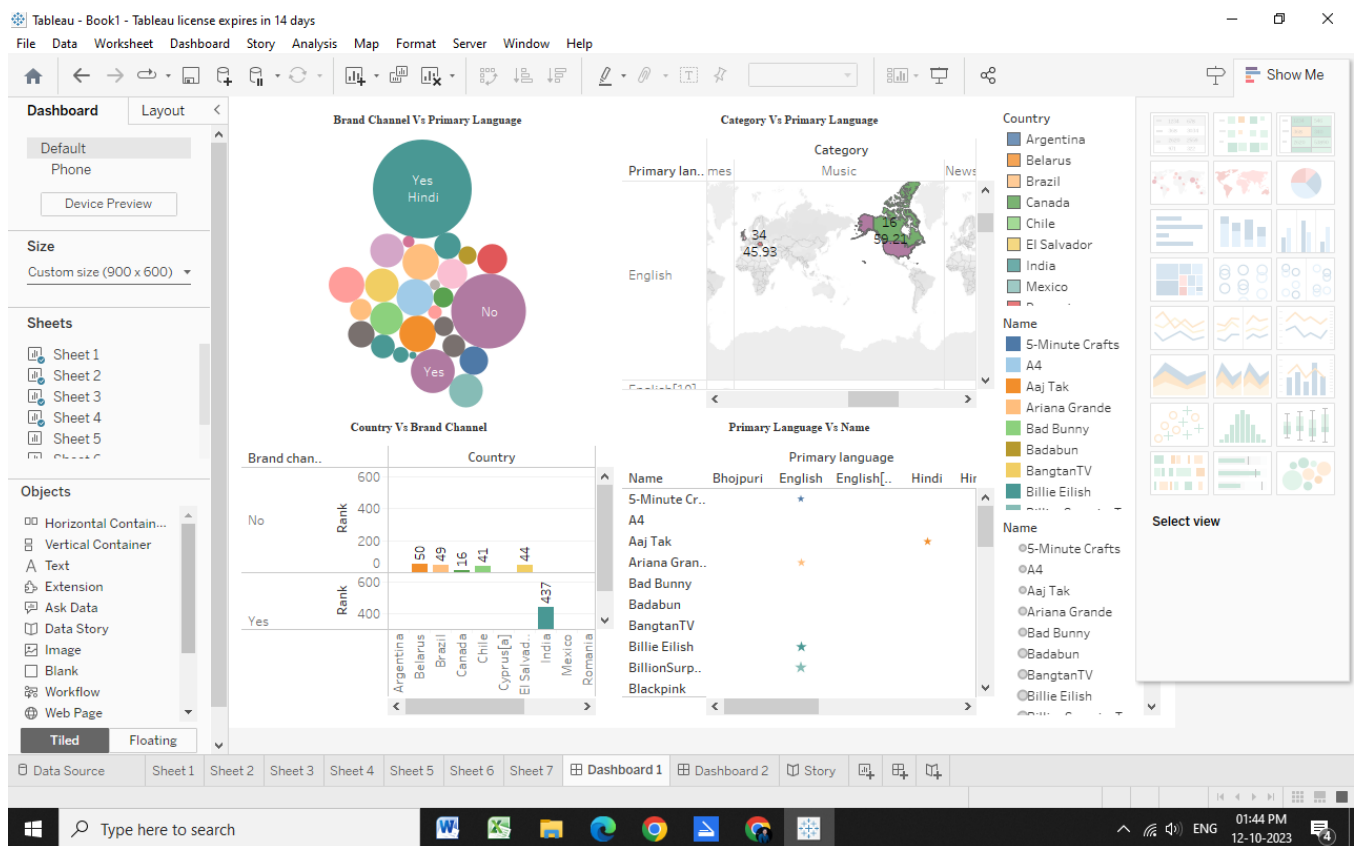 Tableau - Book1 - Tableau license expires in 14 days
File Data Worksheet Dashboard Story Analysis Map Format Server Window Help
Show Me
Dashboard Layout
Default
Phone
Device Preview
Size
Custom size (900 x 600)
Sheets
Sheet 1
Sheet 2
Sheet 3
Sheet 4
Sheet 5
Objects
Horizontal Contain...
Vertical Container
Text
Extension
Ask Data
Data Story
Image
Blank
Workflow
Web Page
Tiled Floating
Brand Channel Vs Primary Language
Yes
Hindi
No
Yes
Category Vs Primary Language
Category
Primary lan.. mes Music News
English
34
45.93
16
59.21
Country Vs Brand Channel
Brand chan.. Country
No
Rank
600
400
200
0
50 49 16 41 44
Yes
Rank
600
400
437
Argentina
Belarus
Brazil
Canada
Chile
Cyprus[a]
El Salvad..
India
Mexico
Romania
Primary Language Vs Name
Primary language
Name Bhojpuri English English[.. Hindi Hir
5-Minute Cr..
A4
Aaj Tak
Ariana Gran..
Bad Bunny
Badabun
BangtanTV
Billie Eilish
BillionSurp..
Blackpink
Country
Argentina
Belarus
Brazil
Canada
Chile
El Salvador
India
Mexico
Name
5-Minute Crafts
A4
Aaj Tak
Ariana Grande
Bad Bunny
Badabun
BangtanTV
Billie Eilish
Name
5-Minute Crafts
A4
Aaj Tak
Ariana Grande
Bad Bunny
Badabun
BangtanTV
Billie Eilish
Select view
Data Source Sheet 1 Sheet 2 Sheet 3 Sheet 4 Sheet 5 Sheet 6 Sheet 7 Dashboard 1 Dashboard 2 Story
Type here to search
ENG
01:44 PM
12-10-2023
4